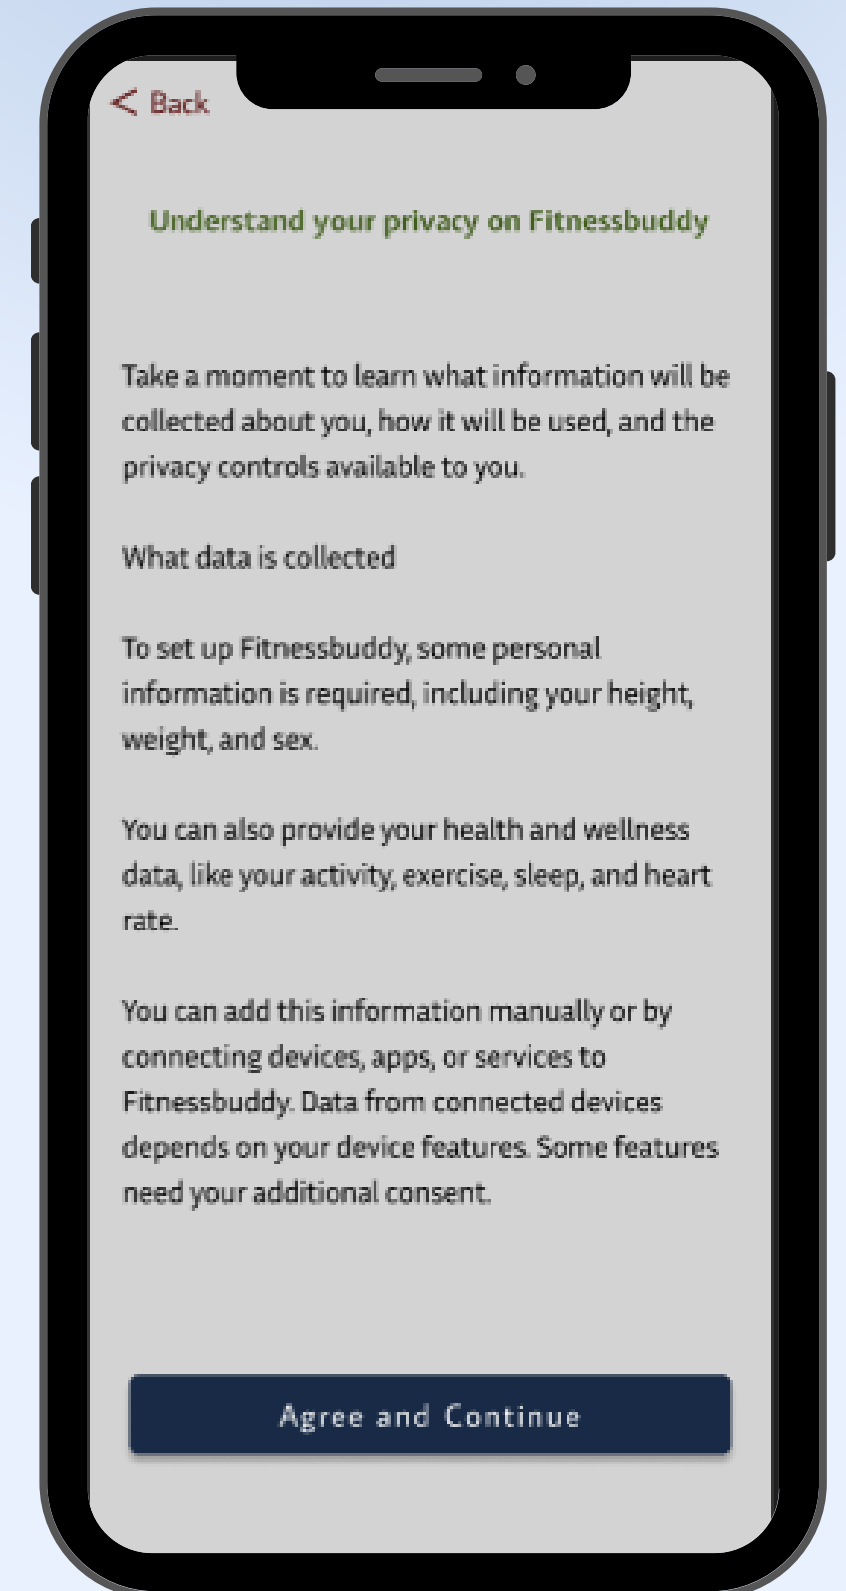 < Back
Understand your privacy on Fitnessbuddy
Take a moment to learn what information will be
collected about you, how it will be used, and the
privacy controls available to you.
What data is collected
To set up Fitnessbuddy, some personal
information is required, including your height,
weight, and sex.
You can also provide your health and wellness
data, like your activity, exercise, sleep, and heart
rate.
You can add this information manually or by
connecting devices, apps, or services to
Fitnessbuddy. Data from connected devices
depends on your device features. Some features
need your additional consent.
Agree and Continue